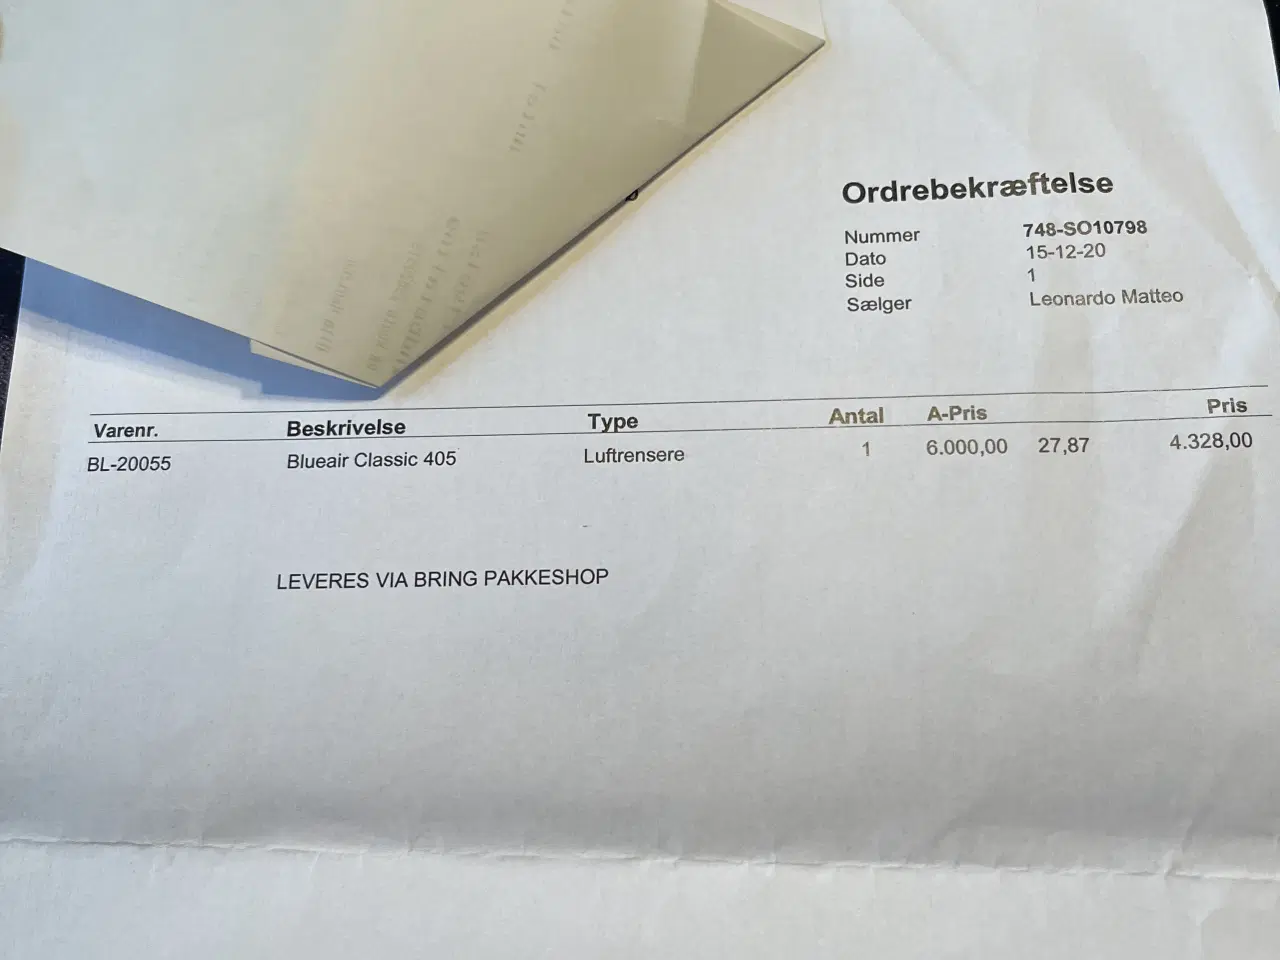 Ordrebekræftelse
Nummer 748-SO10798
Dato 15-12-20
Side 1
Sælger Leonardo Matteo
Varenr. Beskrivelse Type Antal A-Pris Pris
BL-20055 Blueair Classic 405 Luftrensere 1 6.000,00 27,87 4.328,00
LEVERES VIA BRING PAKKESHOP